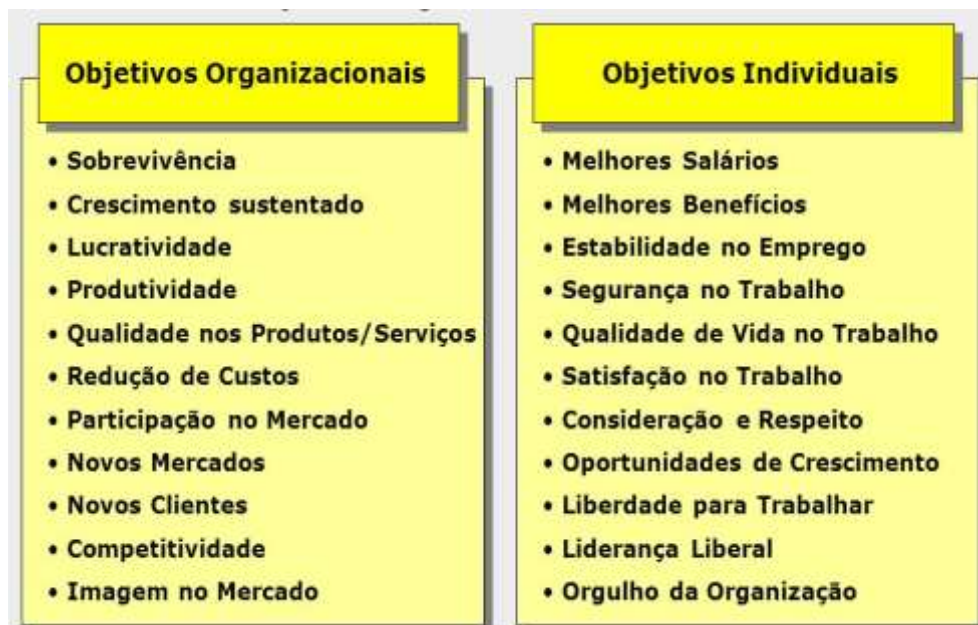 Objetivos Organizacionais
• Sobrevivência
• Crescimento sustentado
• Lucratividade
• Produtividade
• Qualidade nos Produtos/Serviços
• Redução de Custos
• Participação no Mercado
• Novos Mercados
• Novos Clientes
• Competitividade
• Imagem no Mercado
Objetivos Individuais
• Melhores Salários
• Melhores Benefícios
• Estabilidade no Emprego
• Segurança no Trabalho
• Qualidade de Vida no Trabalho
• Satisfação no Trabalho
• Consideração e Respeito
• Oportunidades de Crescimento
• Liberdade para Trabalhar
• Liderança Liberal
• Orgulho da Organização